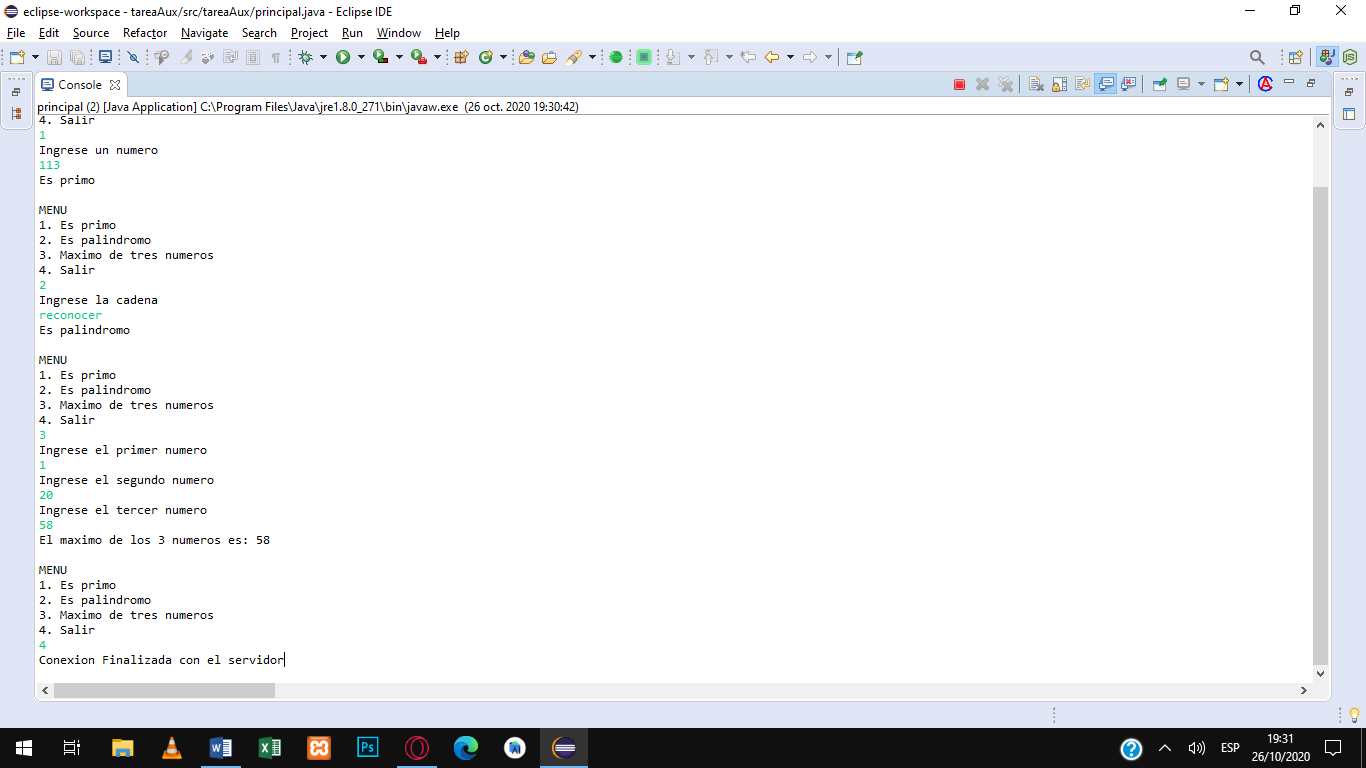 eclipse-workspace - tareaAux/src/tareaAux/principal.java - Eclipse IDE
File Edit Source Refactor Navigate Search Project Run Window Help
Console
principal (2) [Java Application] C:\Program Files\Java\jre1.8.0_271\bin\javaw.exe (26 oct. 2020 19:30:42)
4. Salir
1
Ingrese un numero
113
Es primo
MENU
1. Es primo
2. Es palindromo
3. Maximo de tres numeros
4. Salir
2
Ingrese la cadena
reconocer
Es palindromo
MENU
1. Es primo
2. Es palindromo
3. Maximo de tres numeros
4. Salir
3
Ingrese el primer numero
1
Ingrese el segundo numero
20
Ingrese el tercer numero
58
El maximo de los 3 numeros es: 58
MENU
1. Es primo
2. Es palindromo
3. Maximo de tres numeros
4. Salir
4
Conexion Finalizada con el servidor
ESP
19:31
26/10/2020